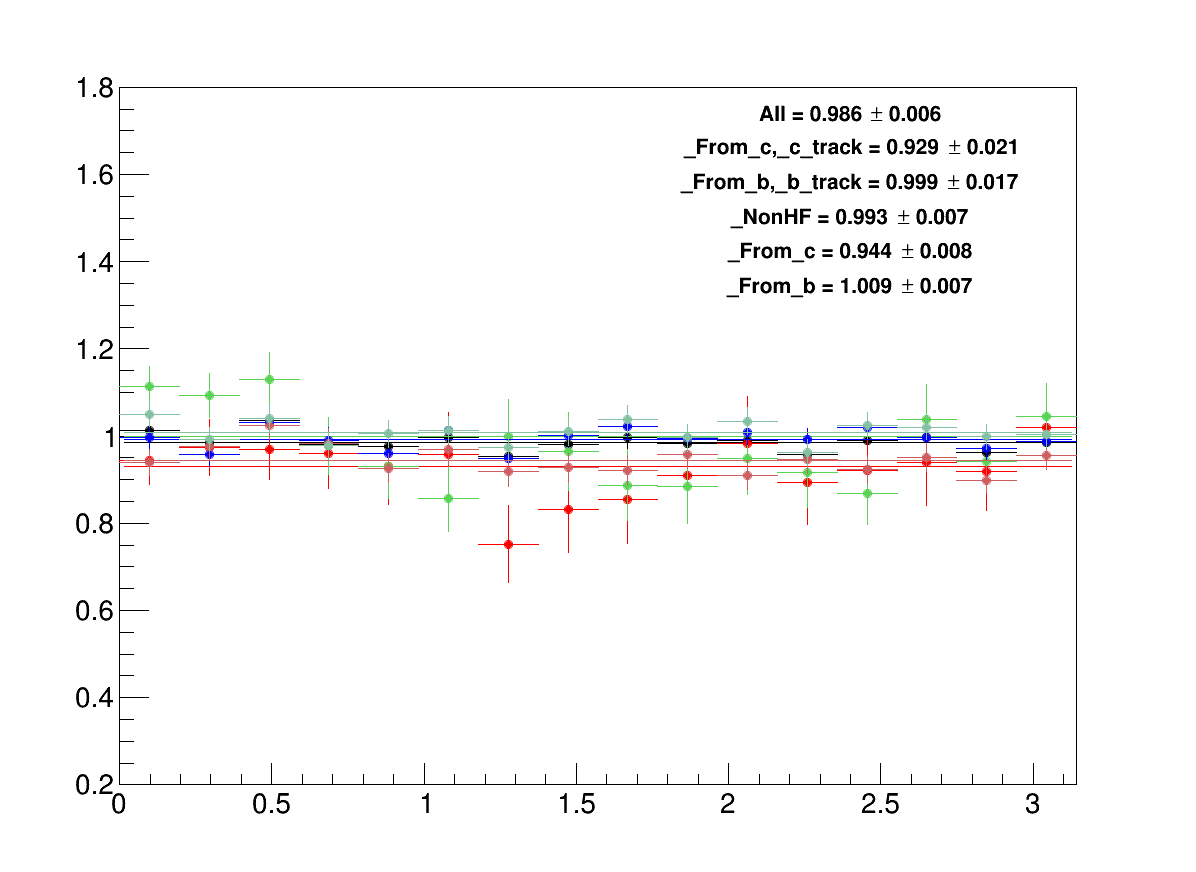 1.8
All = 0.986 ± 0.006
_From_c,_c_track = 0.929 ± 0.021
1.6
_From_b,_b_track = 0.999 ± 0.017
_NonHF = 0.993 ± 0.007
_From_c = 0.944 ± 0.008
1.4
_From_b = 1.009 ± 0.007
1.2
1
0.8
0.6
0.4
0.2
0 0.5 1 1.5 2 2.5 3